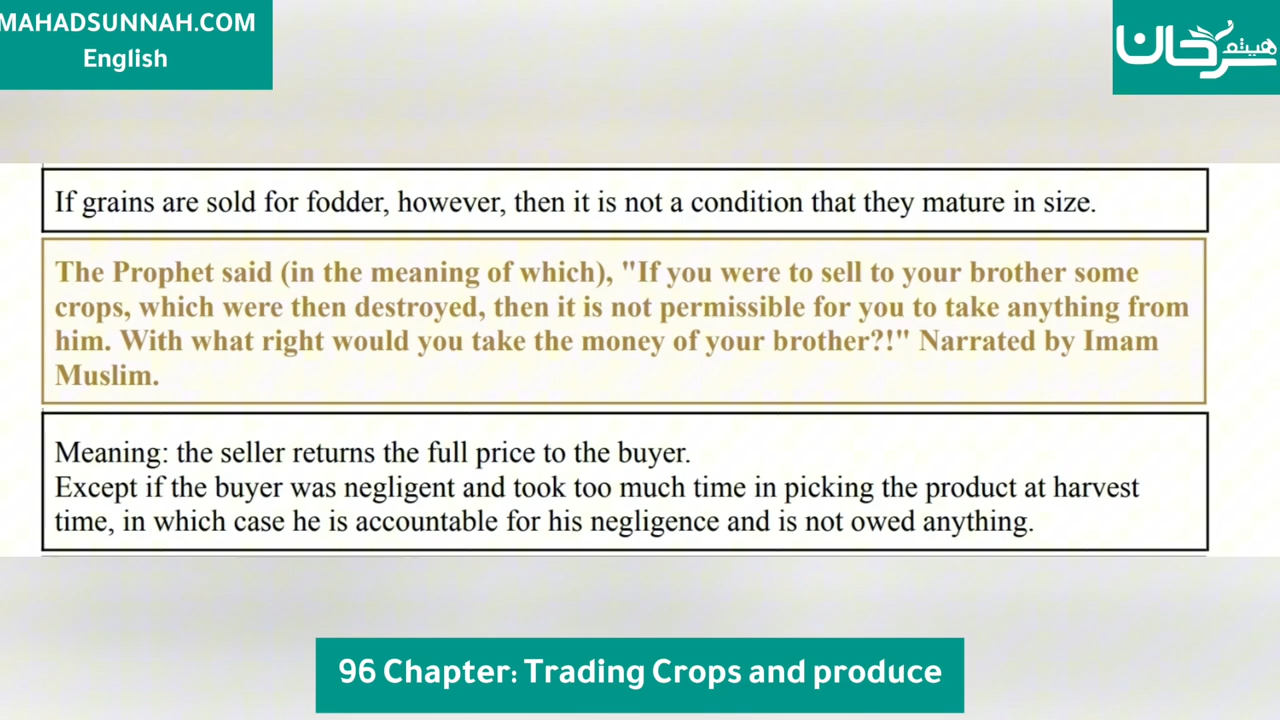 MAHADSUNNAH.COM
English
هيثم
سرحان
If grains are sold for fodder, however, then it is not a condition that they mature in size.
The Prophet said (in the meaning of which), "If you were to sell to your brother some
crops, which were then destroyed, then it is not permissible for you to take anything from
him. With what right would you take the money of your brother?!" Narrated by Imam
Muslim.
Meaning: the seller returns the full price to the buyer.
Except if the buyer was negligent and took too much time in picking the product at harvest
time, in which case he is accountable for his negligence and is not owed anything.
96 Chapter: Trading Crops and produce